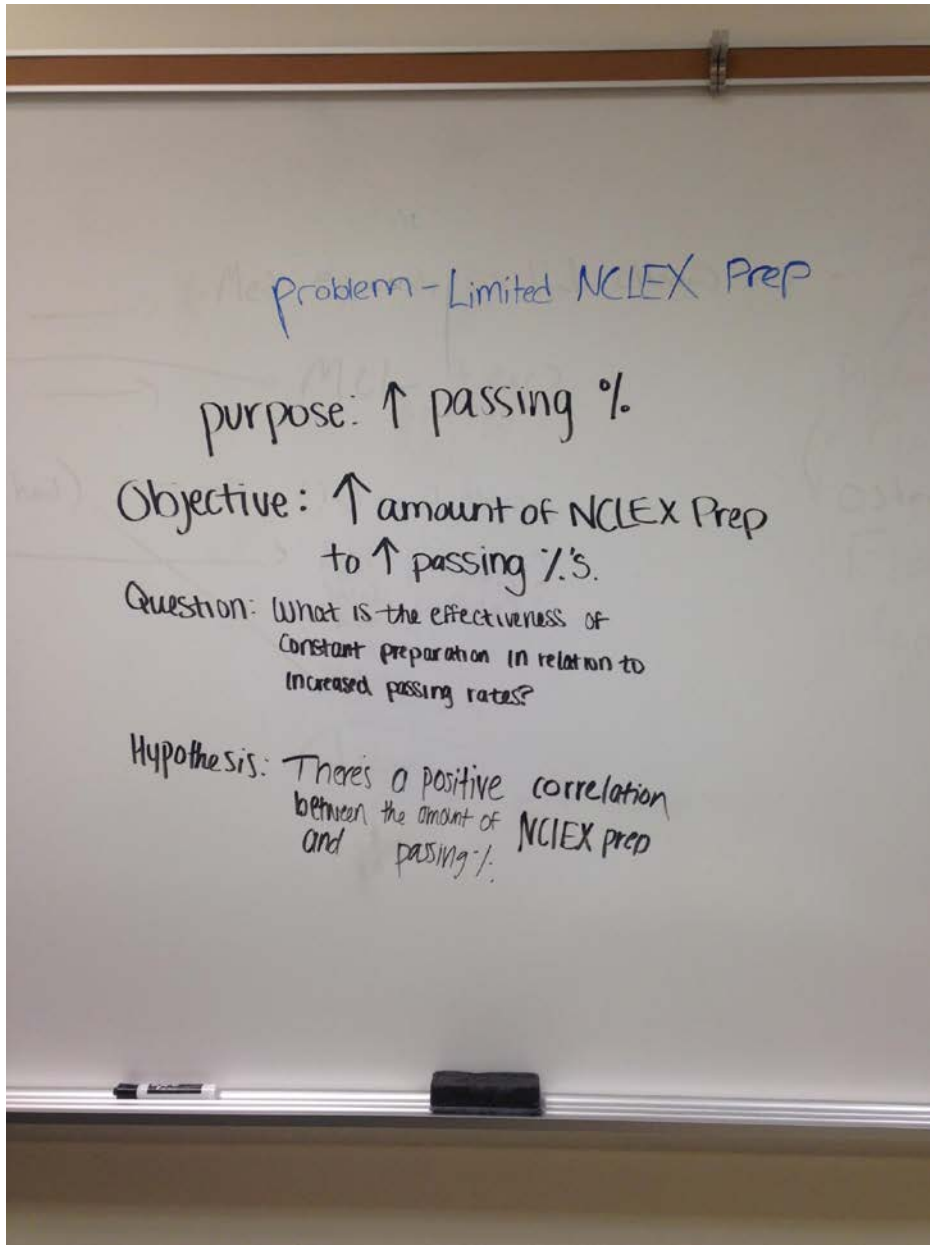 problem - Limited NCLEX Prep
purpose: ↑ passing %
Objective: ↑ amount of NCLEX Prep
to ↑ passing %'s.
Question: What is the effectiveness of
constant preparation in relation to
increased passing rates?
Hypothesis: There's a positive correlation
between the amount of NCLEX prep
and passing %.